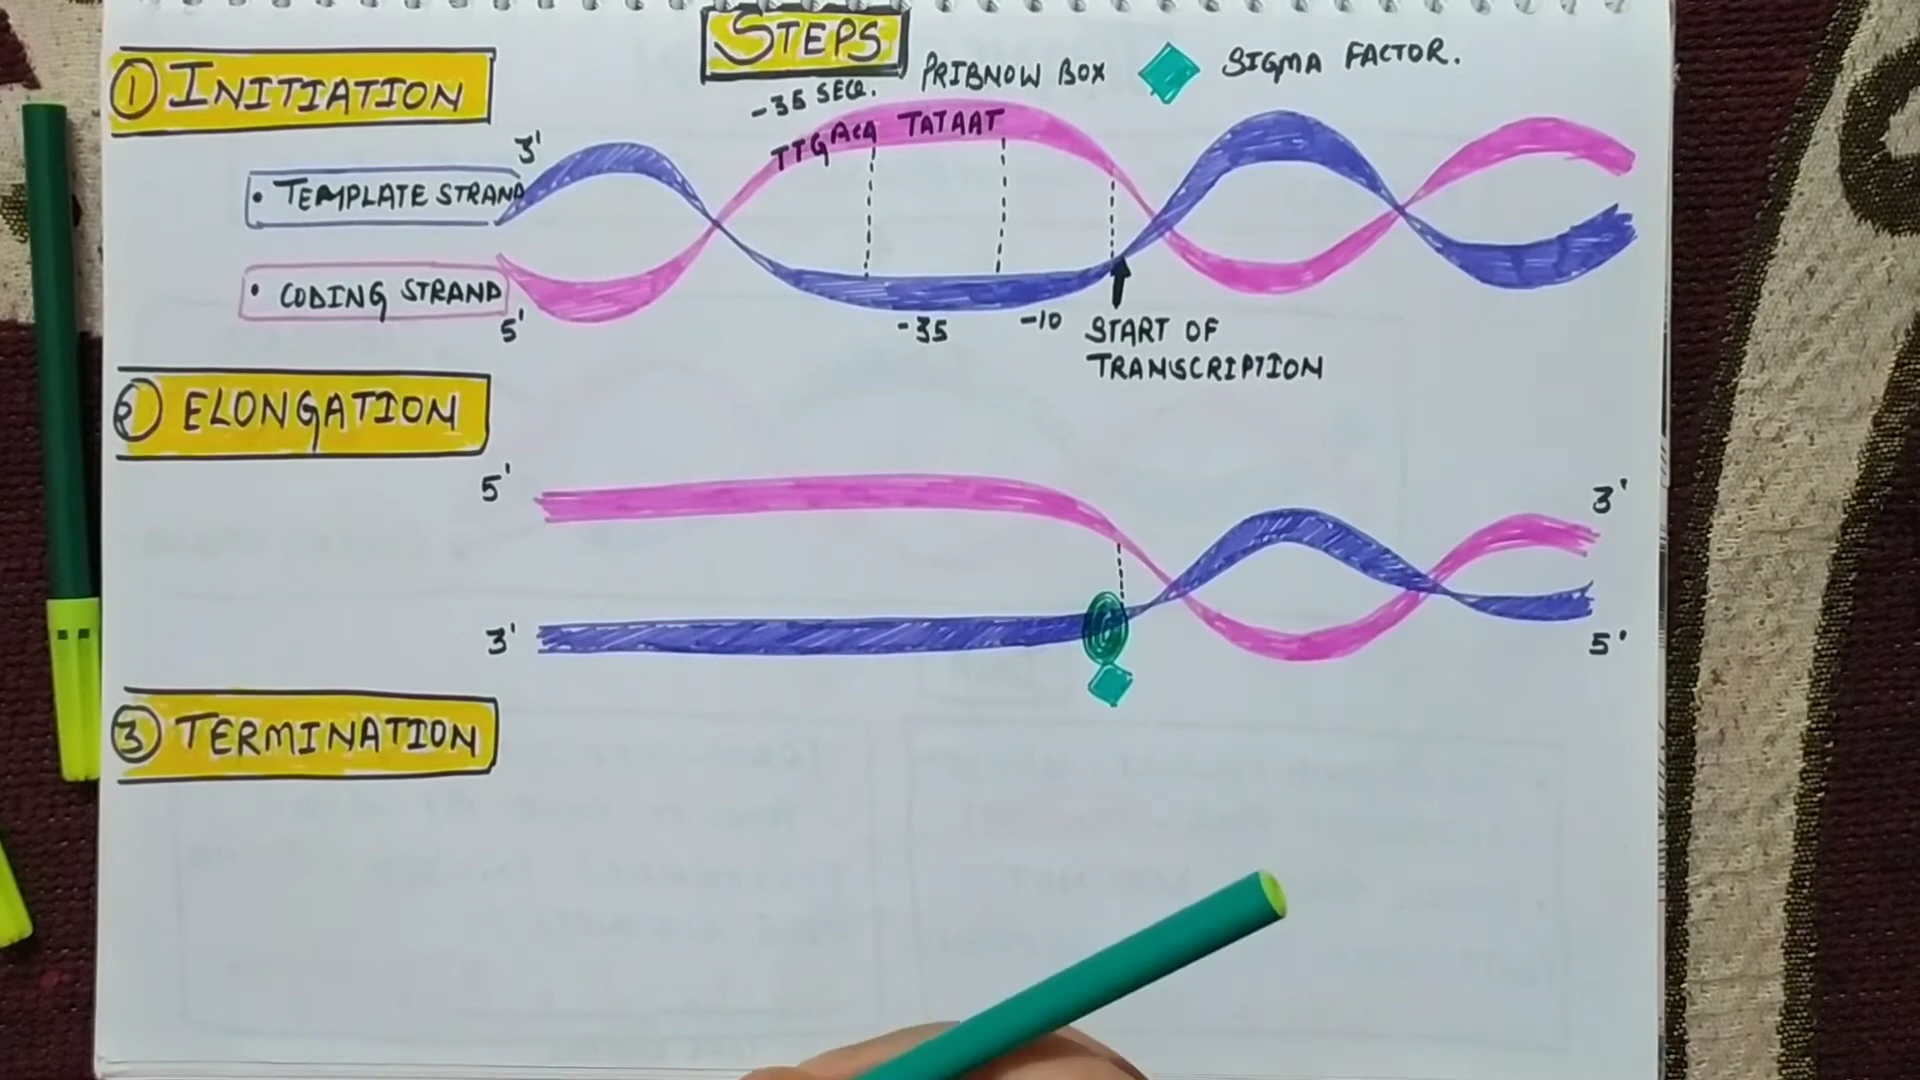 STEPS
① INITIATION
-35 SEQ.
PRIBNOW BOX
SIGMA FACTOR.
TTGACA TATAAT
3'
• TEMPLATE STRAND
• CODING STRAND
5'
-35
-10
START OF
TRANSCRIPTION
② ELONGATION
5'
3'
3'
5'
③ TERMINATION